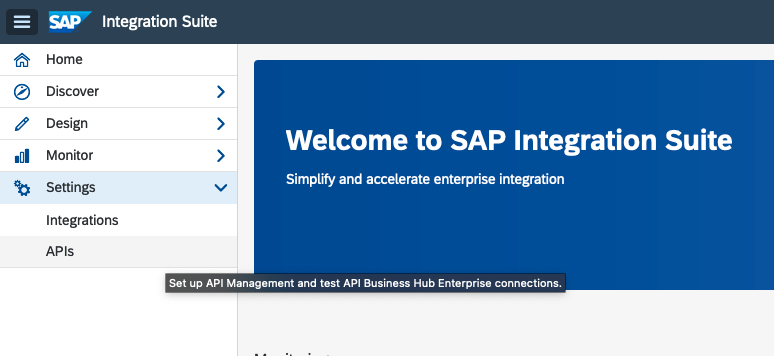 SAP Integration Suite
Home
Discover
Design
Monitor
Settings
Integrations
APIs
Welcome to SAP Integration Suite
Simplify and accelerate enterprise integration
Set up API Management and test API Business Hub Enterprise connections.